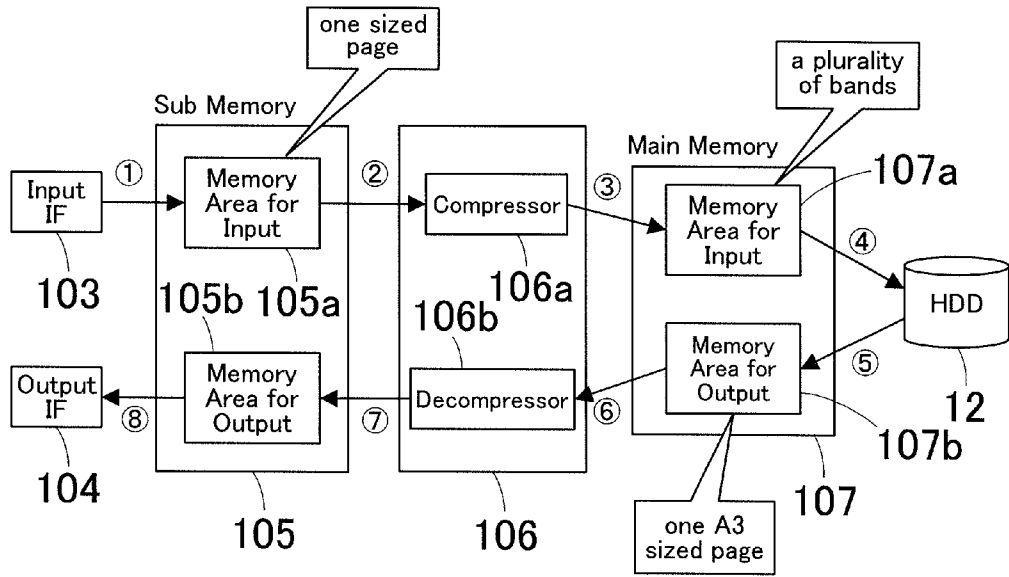 one sized
page
a plurality
of bands
Sub Memory
Main Memory
①
②
③
④
107a
Input
IF
Memory
Area for
Input
Compressor
Memory
Area for
Input
103
105b
105a
106a
106b
HDD
Output
IF
Memory
Area for
Output
Decompressor
Memory
Area for
Output
⑤
⑧
⑦
⑥
12
104
107b
105
106
107
one A3
sized page